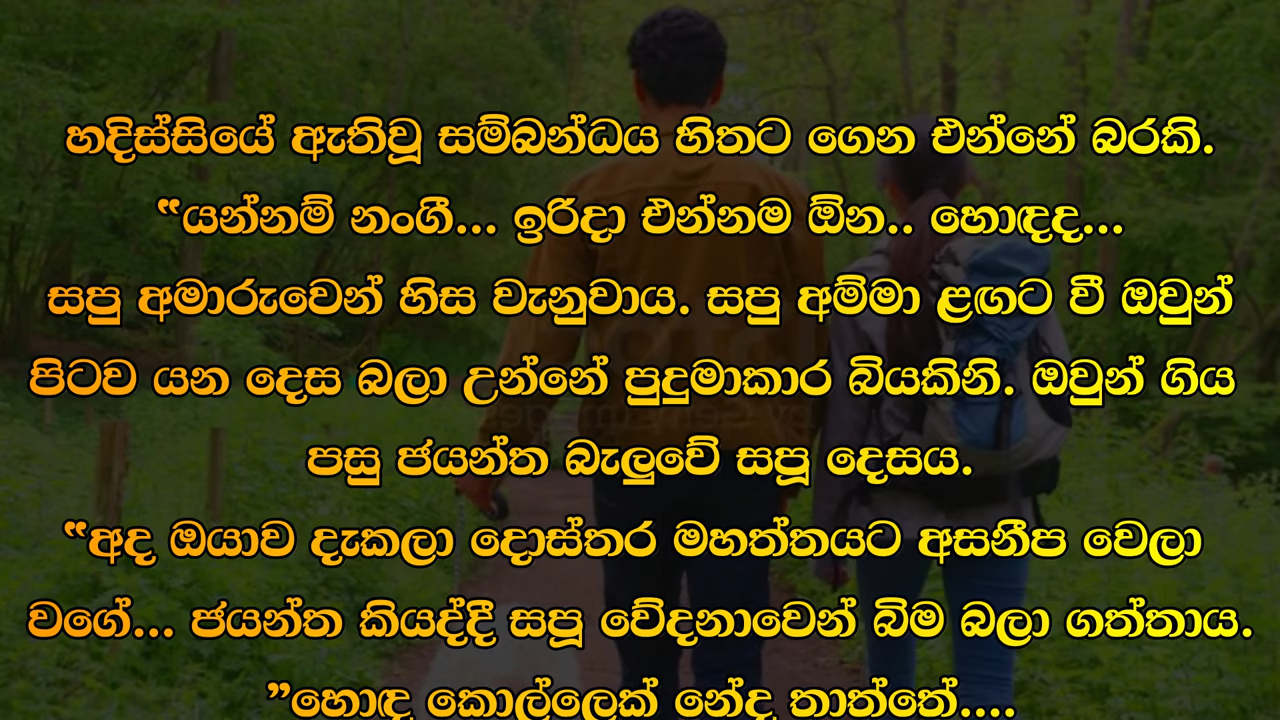 හදිස්සියේ ඇතිවූ සම්බන්ධය හිතට ගෙන එන්නේ බරකි.
“යන්නම් නංගී... ඉරිදා එන්නම ඕන.. හොඳද...
සපු අමාරුවෙන් හිස වැනුවාය. සපු අම්මා ළඟට වී ඔවුන්
පිටව යන දෙස බලා උන්නේ පුදුමාකාර බියකිනි. ඔවුන් ගිය
පසු ජයන්ත බැලුවේ සපූ දෙසය.
“අද ඔයාව දැකලා දොස්තර මහත්තයට අසනීප වෙලා
වගේ... ජයන්ත කියද්දී සපූ වේදනාවෙන් බිම බලා ගත්තාය.
”හොඳ කොල්ලෙක් නේද තාත්තේ....